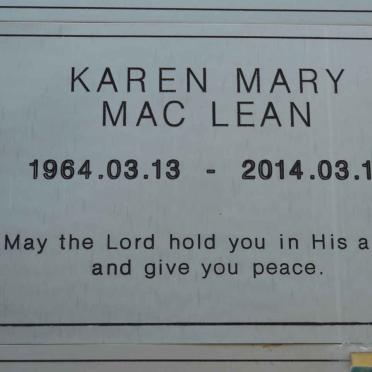 KAREN MARY
MAC LEAN
1964.03.13 - 2014.03.1
May the Lord hold you in His a
and give you peace.